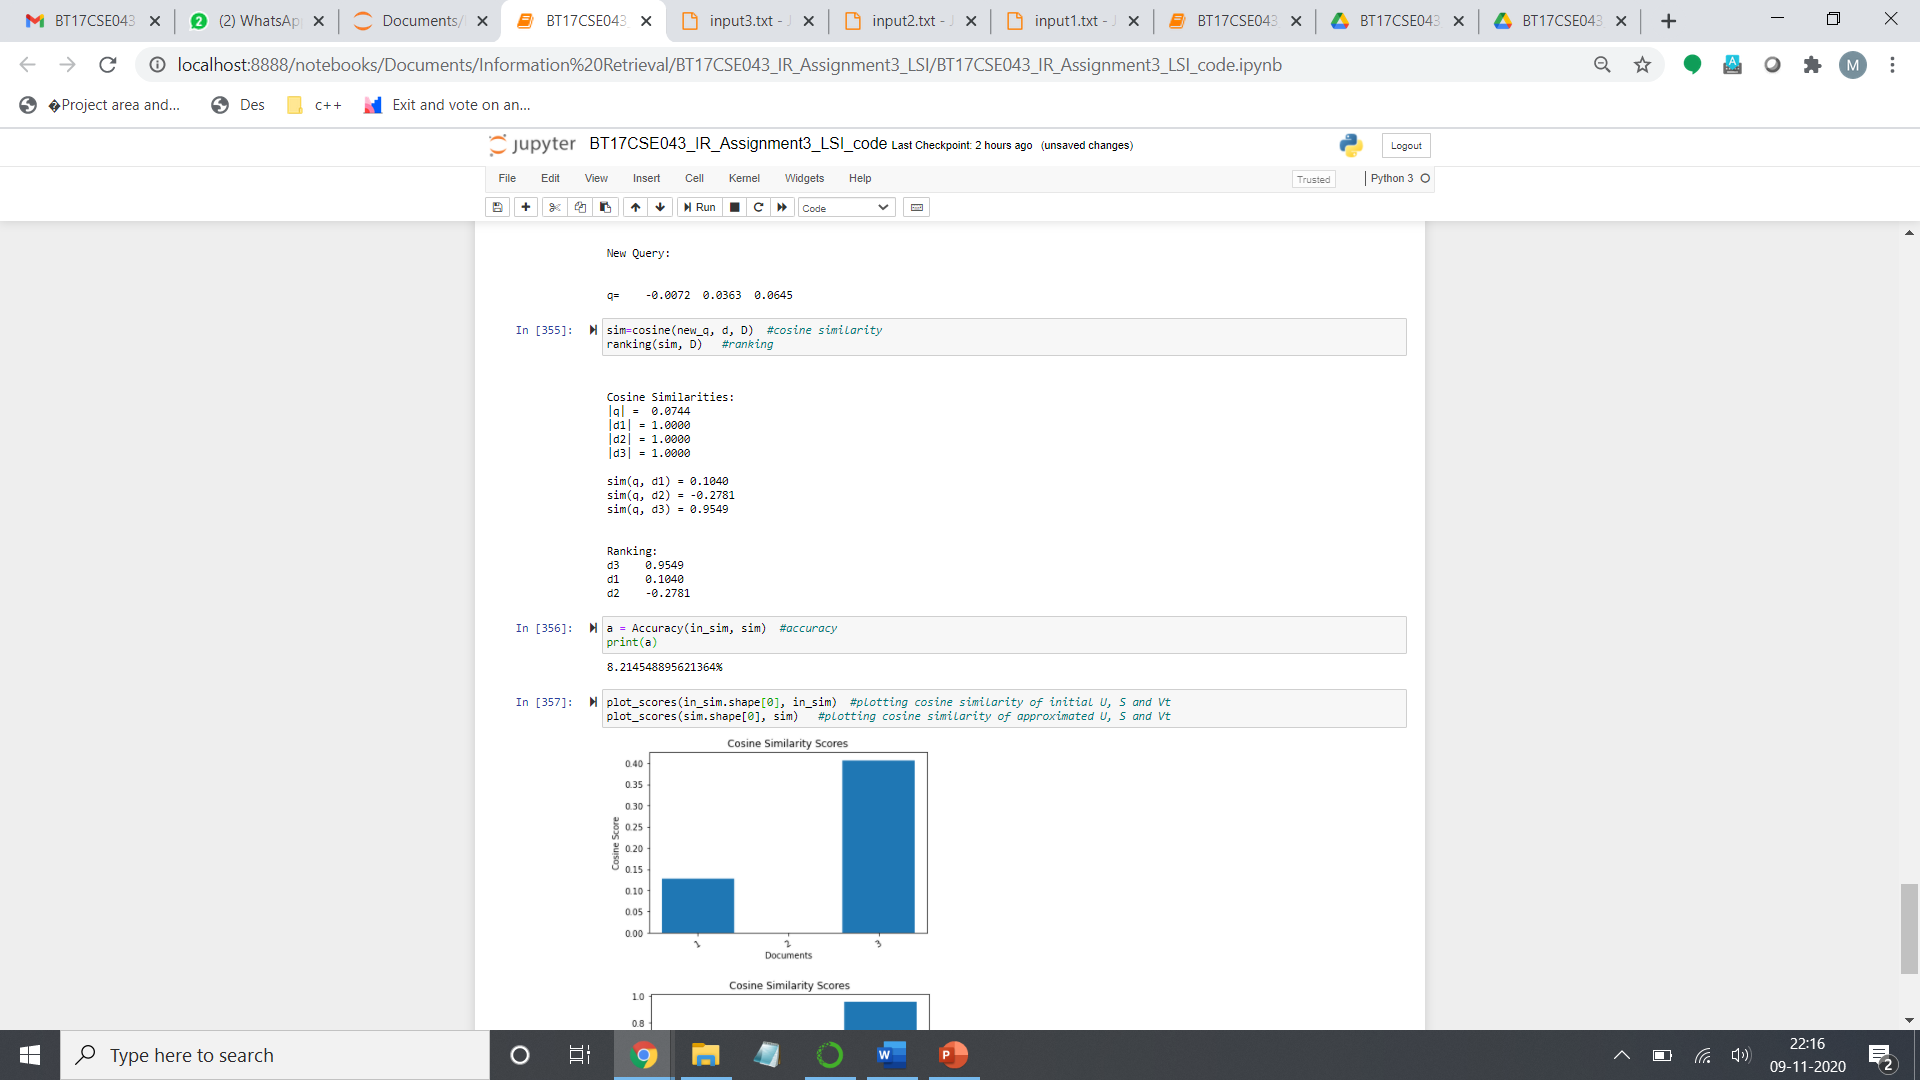 BT17CSE043
(2) WhatsAp
Documents/
BT17CSE043
input3.txt - J
input2.txt - J
input1.txt - J
BT17CSE043
BT17CSE043
BT17CSE043
localhost:8888/notebooks/Documents/Information%20Retrieval/BT17CSE043_IR_Assignment3_LSI/BT17CSE043_IR_Assignment3_LSI_code.ipynb
M
�Project area and...
Des
c++
Exit and vote on an...
jupyter BT17CSE043_IR_Assignment3_LSI_code Last Checkpoint: 2 hours ago (unsaved changes)
Logout
File Edit View Insert Cell Kernel Widgets Help
Trusted
Python 3
Run
Code
New Query:
q= -0.0072 0.0363 0.0645
In [355]:
sim=cosine(new_q, d, D) #cosine similarity
ranking(sim, D) #ranking
Cosine Similarities:
|q| = 0.0744
|d1| = 1.0000
|d2| = 1.0000
|d3| = 1.0000
sim(q, d1) = 0.1040
sim(q, d2) = -0.2781
sim(q, d3) = 0.9549
Ranking:
d3 0.9549
d1 0.1040
d2 -0.2781
In [356]:
a = Accuracy(in_sim, sim) #accuracy
print(a)
8.214548895621364%
In [357]:
plot_scores(in_sim.shape[0], in_sim) #plotting cosine similarity of initial U, S and Vt
plot_scores(sim.shape[0], sim) #plotting cosine similarity of approximated U, S and Vt
Cosine Similarity Scores
0.40
0.35
0.30
0.25
0.20
0.15
0.10
0.05
0.00
Cosine Score
1 2 3
Documents
Cosine Similarity Scores
1.0
0.8
Type here to search
22:16
09-11-2020
2